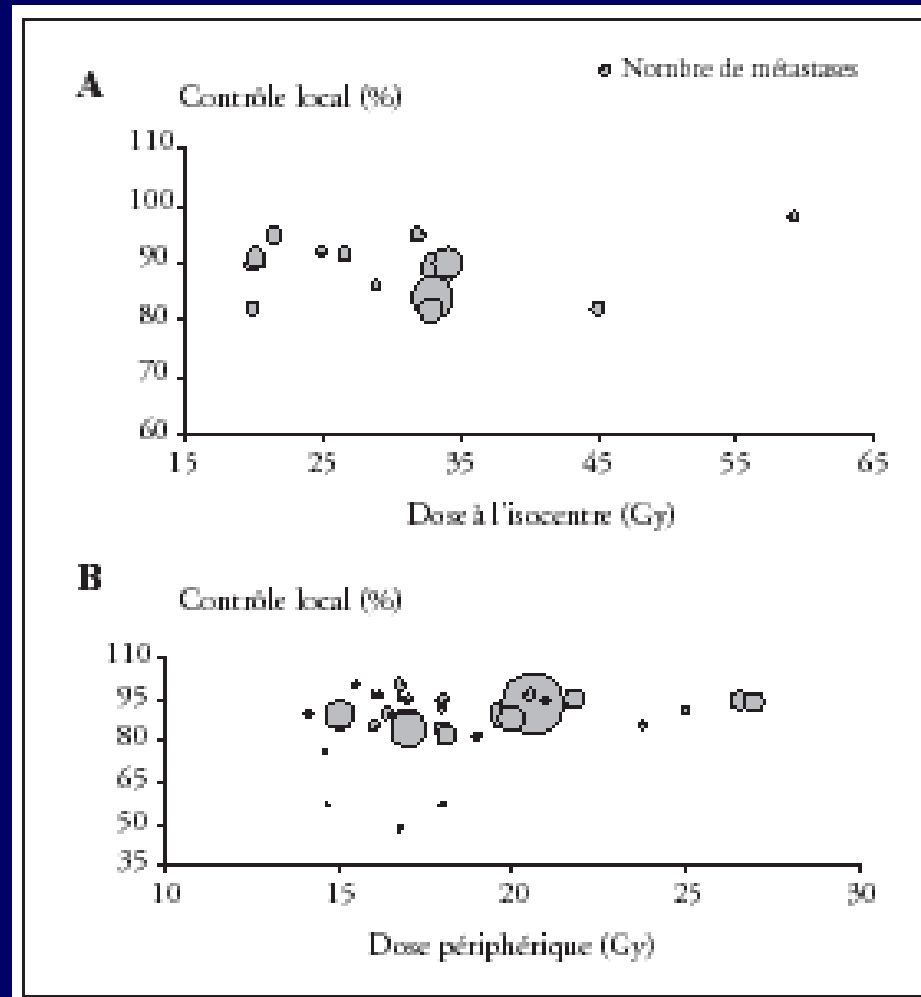 A
Nombre de métastases
Contrôle local (%)
110
100
90
80
70
60
15 25 35 45 55 65
Dose à l'isocentre (Gy)
B
Contrôle local (%)
110
95
80
65
50
35
10 15 20 25 30
Dose périphérique (Gy)